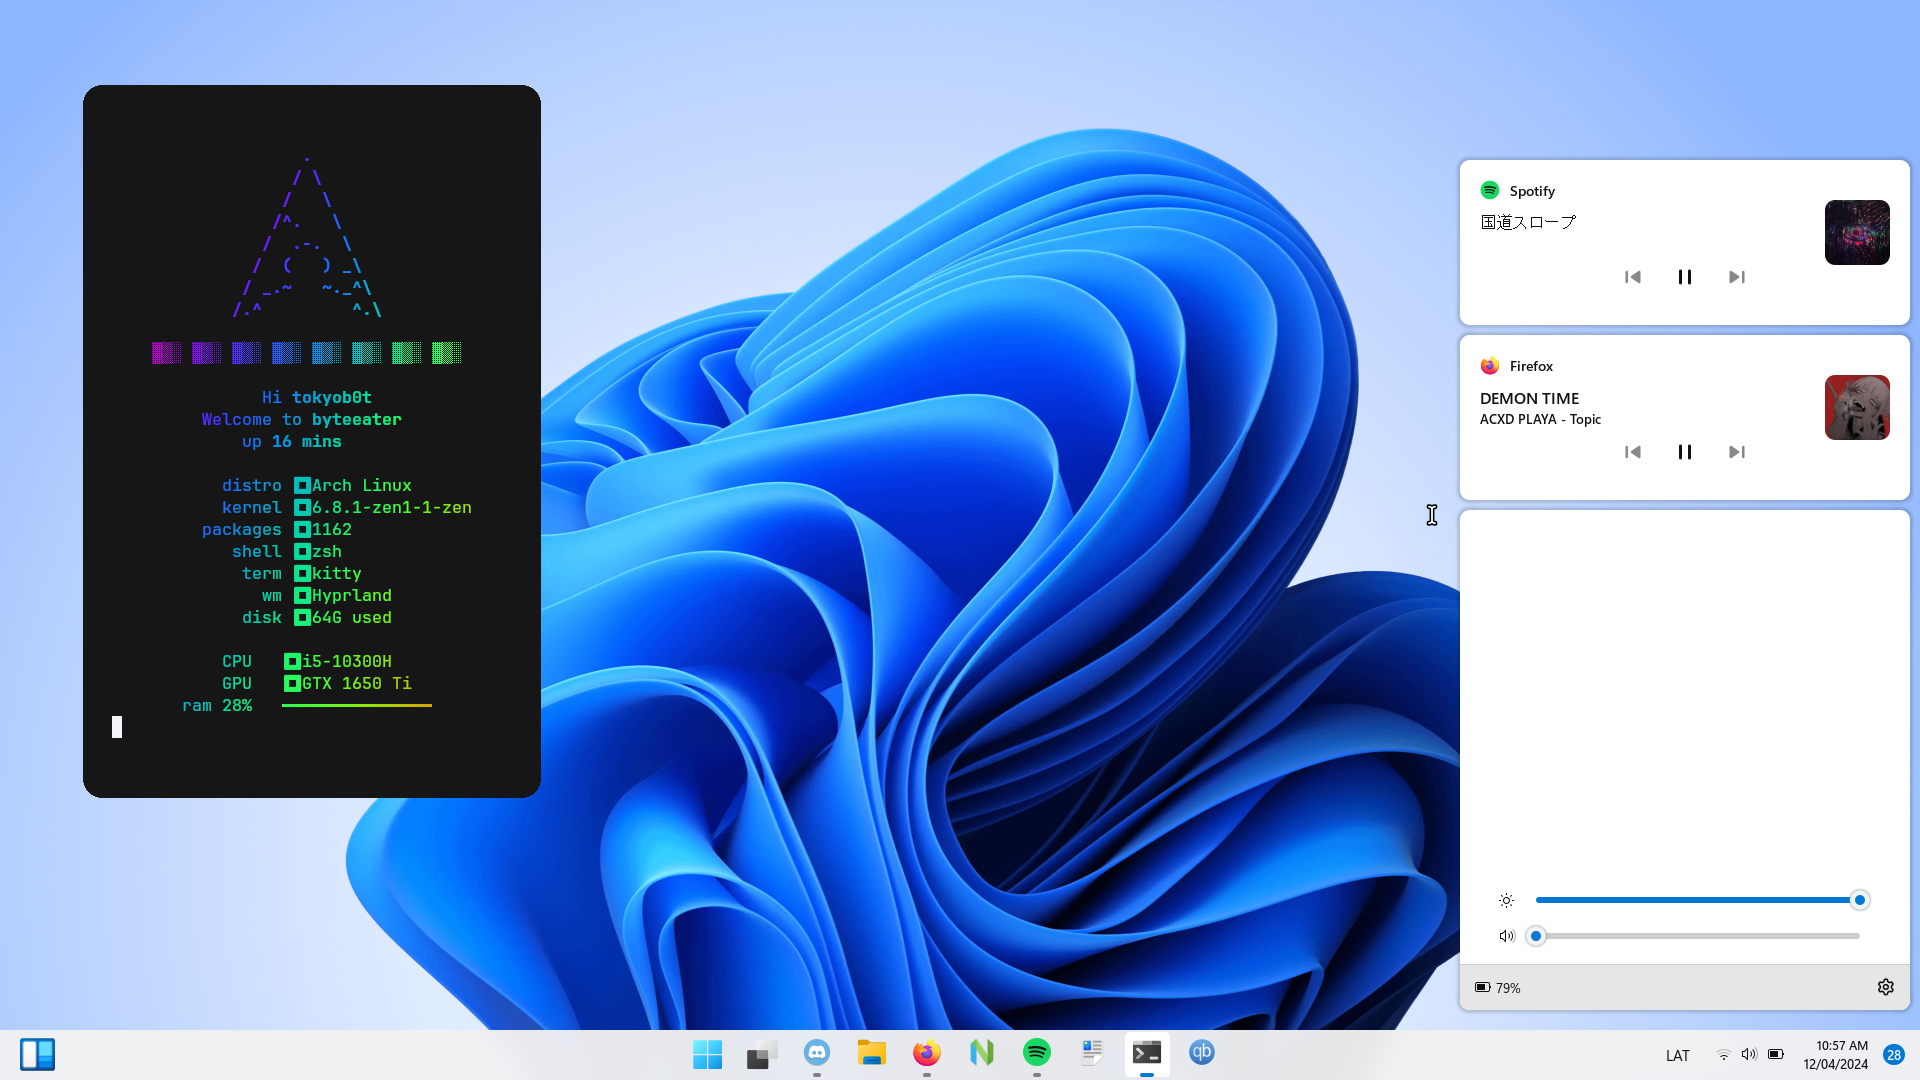 Hi tokyob0t
Welcome to byteeater
up 16 mins
distro Arch Linux
kernel 6.8.1-zen1-1-zen
packages 1162
shell zsh
term kitty
wm Hyprland
disk 64G used
CPU i5-10300H
GPU GTX 1650 Ti
ram 28%
Spotify
国道スロープ
Firefox
DEMON TIME
ACXD PLAYA - Topic
79%
qb
LAT
10:57 AM
12/04/2024
28